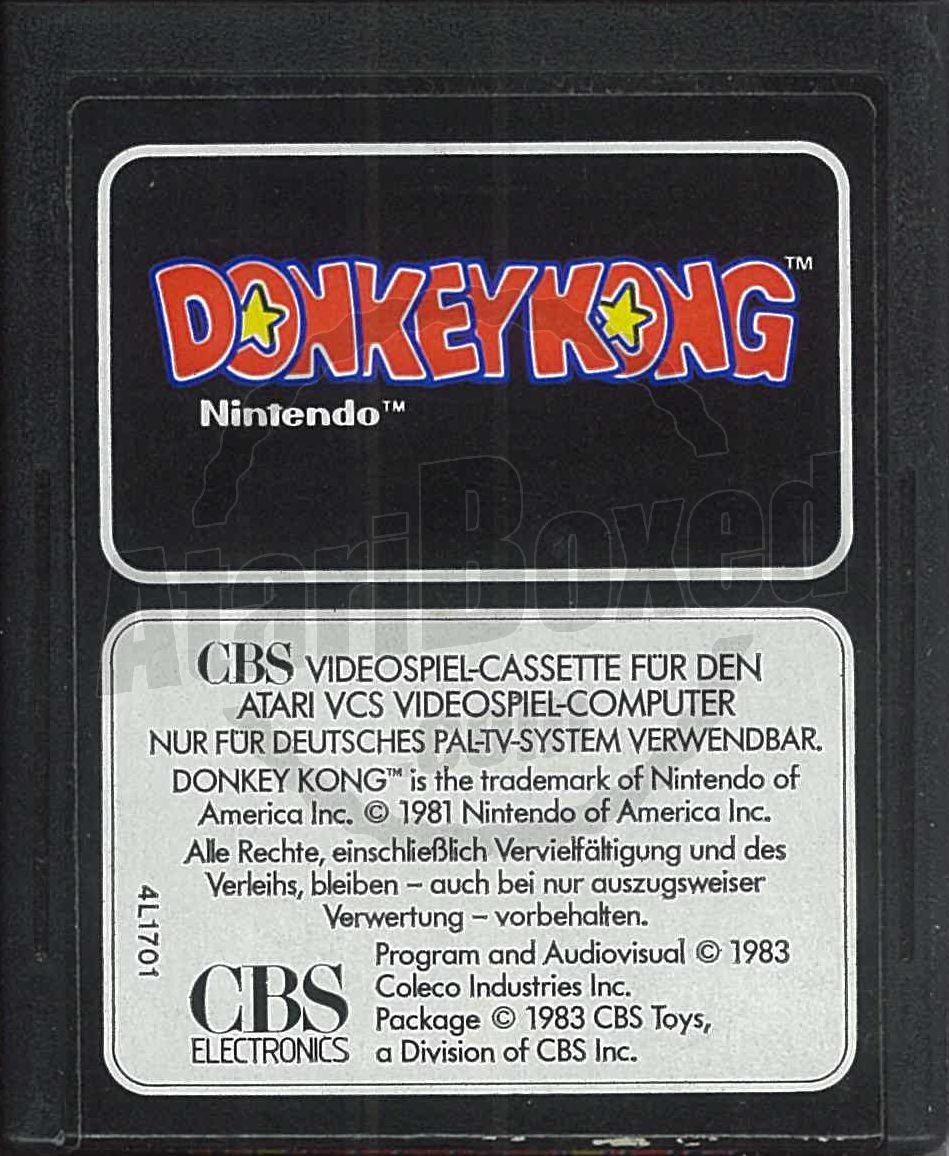 DONKEY KONG™
Nintendo™
AtariBoxed
CBS VIDEOSPIEL-CASSETTE FÜR DEN
ATARI VCS VIDEOSPIEL-COMPUTER
NUR FÜR DEUTSCHES PAL-TV-SYSTEM VERWENDBAR.
DONKEY KONG™ is the trademark of Nintendo of
America Inc. © 1981 Nintendo of America Inc.
Alle Rechte, einschließlich Vervielfältigung und des
Verleihs, bleiben – auch bei nur auszugsweiser
Verwertung – vorbehalten.
4L1701
Program and Audiovisual © 1983
Coleco Industries Inc.
Package © 1983 CBS Toys,
a Division of CBS Inc.
CBS
ELECTRONICS